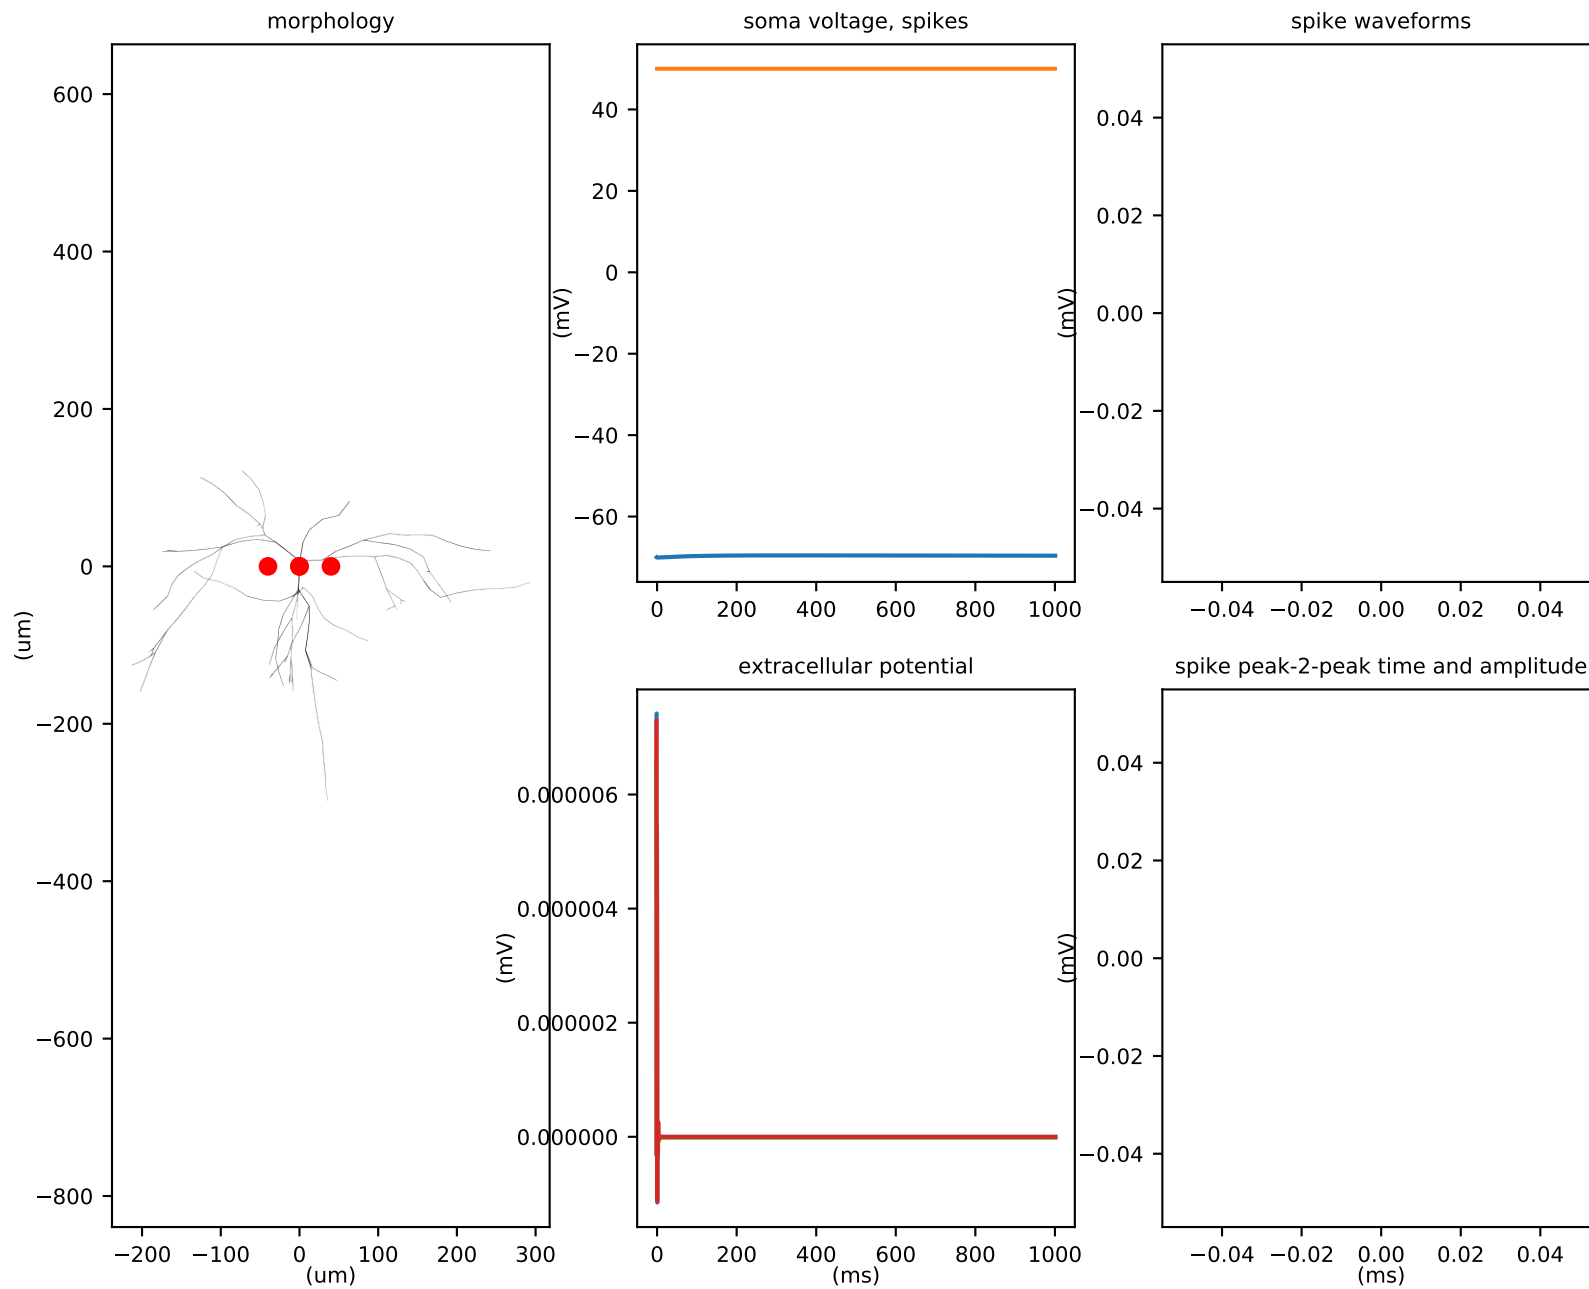 morphology
600
400
200
0
−200
−400
−600
−800
(um)
−200 −100 0 100 200 300
(um)
soma voltage, spikes
40
20
0
−20
−40
−60
(mV)
0 200 400 600 800 1000
spike waveforms
0.04
0.02
0.00
−0.02
−0.04
(mV)
−0.04 −0.02 0.00 0.02 0.04
extracellular potential
0.000006
0.000004
0.000002
0.000000
(mV)
0 200 400 600 800 1000
(ms)
spike peak-2-peak time and amplitude
0.04
0.02
0.00
−0.02
−0.04
(mV)
−0.04 −0.02 0.00 0.02 0.04
(ms)